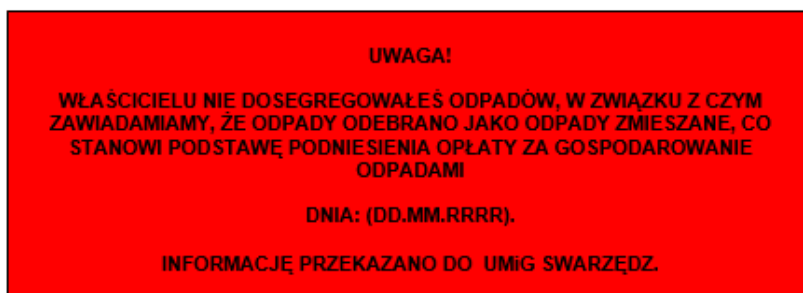 UWAGA!
WŁAŚCICIELU NIE DOSEGREGOWAŁEŚ ODPADÓW, W ZWIĄZKU Z CZYM
ZAWIADAMIAMY, ŻE ODPADY ODEBRANO JAKO ODPADY ZMIESZANE, CO
STANOWI PODSTAWĘ PODNIESIENIA OPŁATY ZA GOSPODAROWANIE
ODPADAMI
DNIA: (DD.MM.RRRR).
INFORMACJĘ PRZEKAZANO DO UMiG SWARZĘDZ.